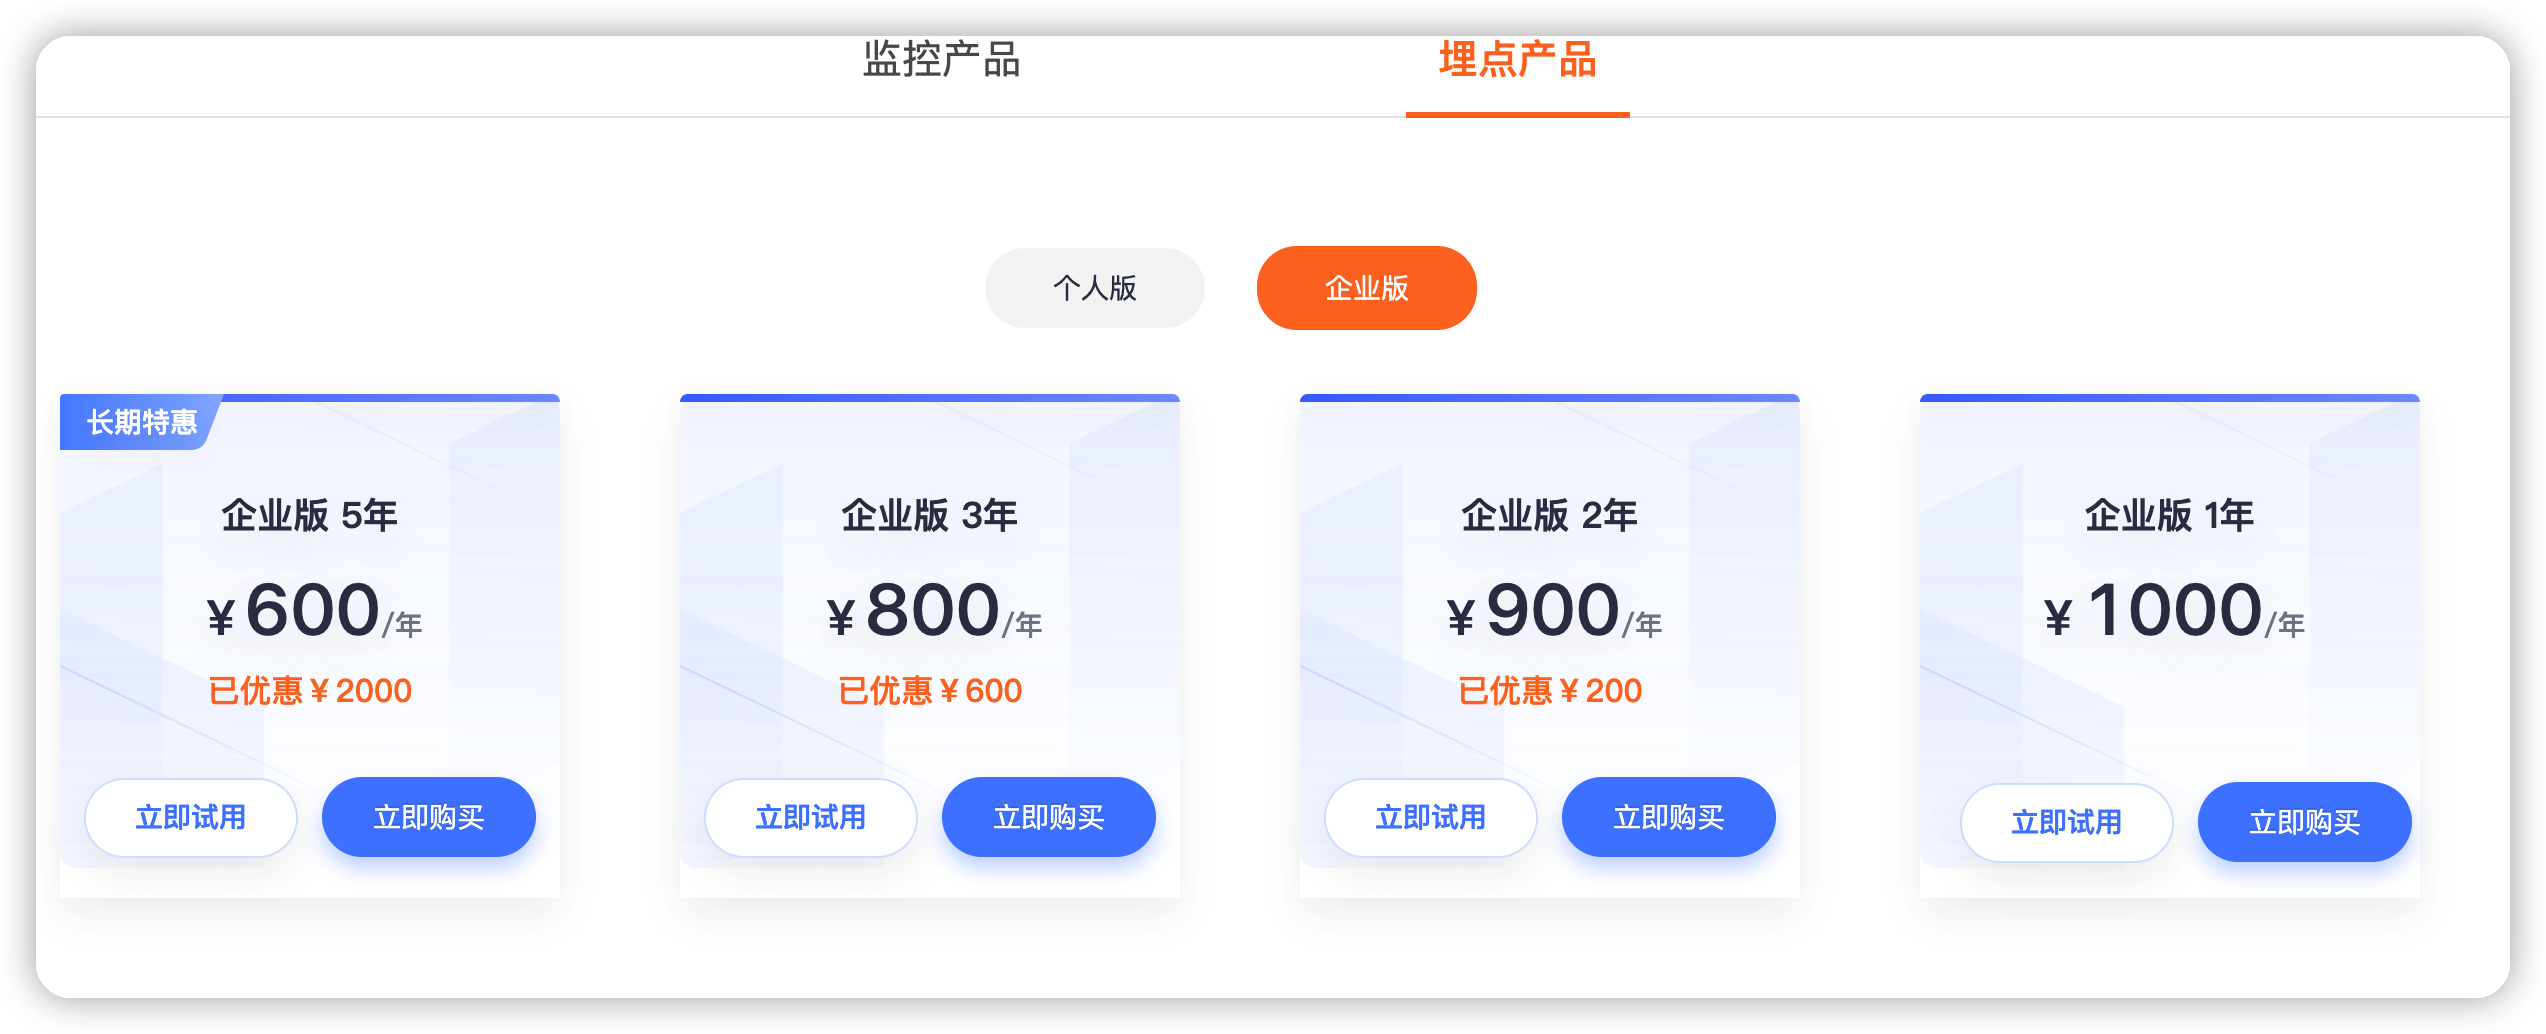 监控产品
埋点产品
个人版
企业版
长期特惠
企业版 5年
¥600/年
已优惠¥2000
立即试用
立即购买
企业版 3年
¥800/年
已优惠¥600
立即试用
立即购买
企业版 2年
¥900/年
已优惠¥200
立即试用
立即购买
企业版 1年
¥1000/年
立即试用
立即购买